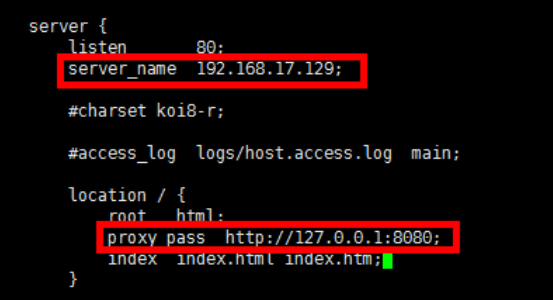 server {
listen 80;
server_name 192.168.17.129;
#charset koi8-r;
#access_log logs/host.access.log main;
location / {
root html;
proxy_pass http://127.0.0.1:8080;
index index.html index.htm;
}